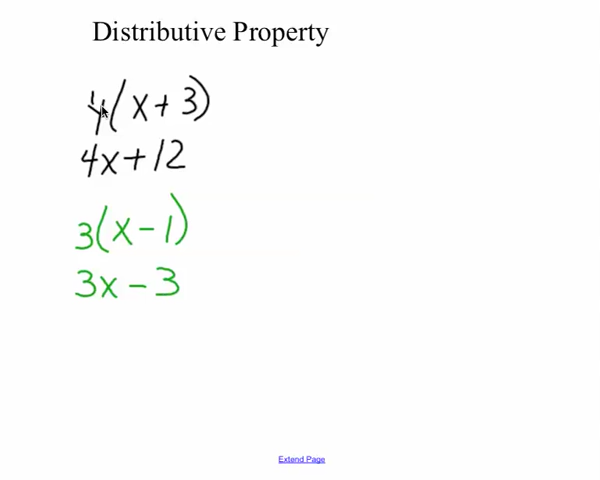 Distributive Property
4(x+3)
4x+12
3(x-1)
3x-3
Extend Page